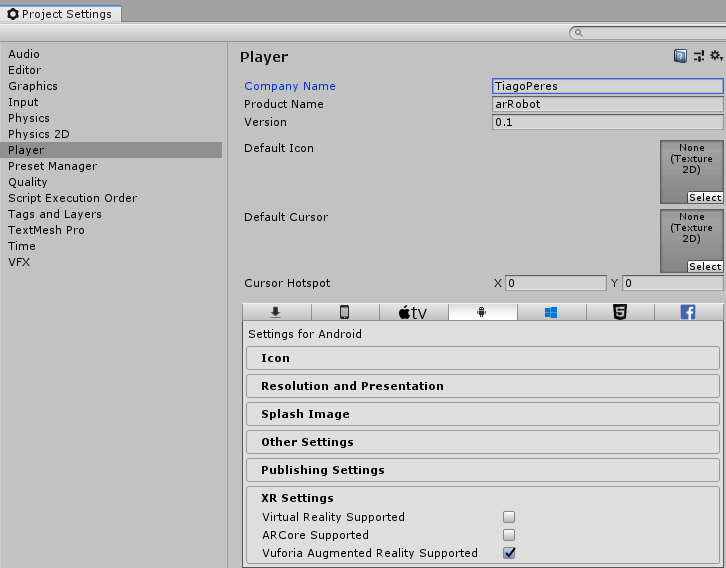 Project Settings
Audio
Editor
Graphics
Input
Physics
Physics 2D
Player
Preset Manager
Quality
Script Execution Order
Tags and Layers
TextMesh Pro
Time
VFX
Player
Company Name TiagoPeres
Product Name arRobot
Version 0.1
Default Icon
None
(Texture
2D)
Select
Default Cursor
None
(Texture
2D)
Select
Cursor Hotspot X 0 Y 0
tv
Settings for Android
Icon
Resolution and Presentation
Splash Image
Other Settings
Publishing Settings
XR Settings
Virtual Reality Supported
ARCore Supported
Vuforia Augmented Reality Supported